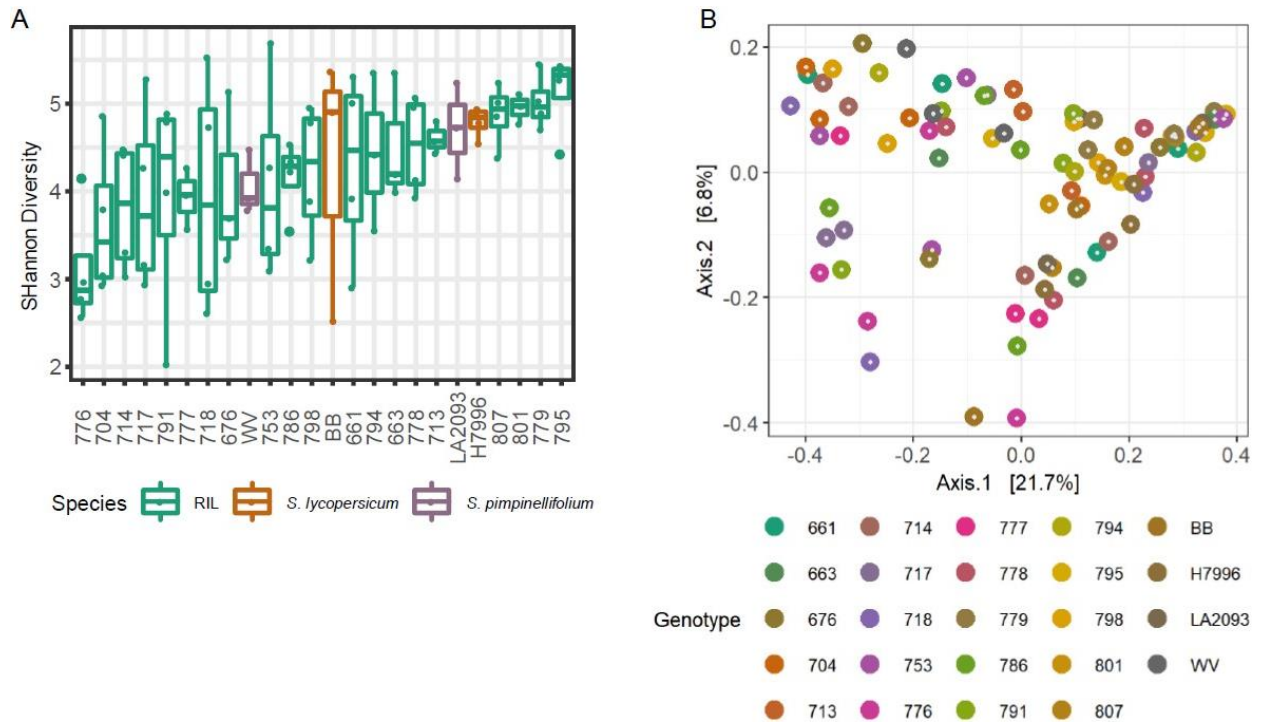 A
SHannon Diversity
5
4
3
2
776 704 714 717 791 777 718 676 WV 753 786 798 BB 661 794 663 778 713 LA2093 H7996 807 801 779 795
Species RIL S. lycopersicum S. pimpinellifolium
B
Axis.2 [6.8%]
0.2
0.0
-0.2
-0.4
-0.4 -0.2 0.0 0.2 0.4
Axis.1 [21.7%]
661 714 777 794 BB
663 717 778 795 H7996
Genotype 676 718 779 798 LA2093
704 753 786 801 WV
713 776 791 807